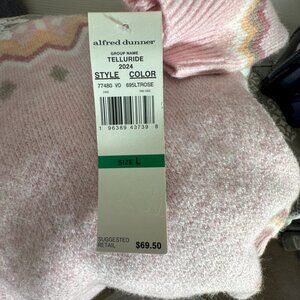 alfred dunner
GROUP NAME
TELLURIDE
2024
STYLE COLOR
77480 VO 695LTROSE
1 96389 43739 8
SIZE L
SUGGESTED
RETAIL $69.50